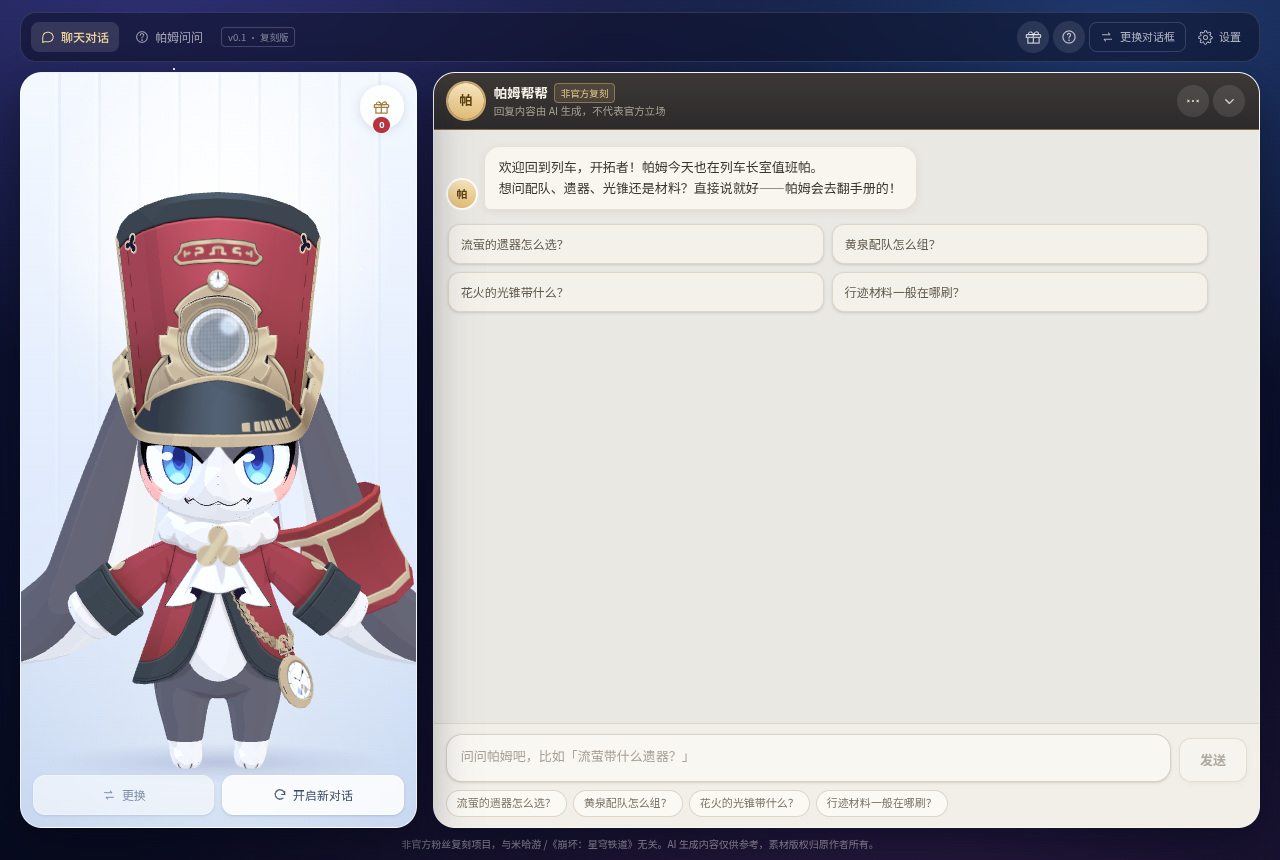 聊天对话
帕姆问问
v0.1 · 复刻版
更换对话框
设置
0
更换
开启新对话
帕
帕姆帮帮
非官方复刻
回复内容由 AI 生成，不代表官方立场
帕
欢迎回到列车，开拓者！帕姆今天也在列车长室值班帕。
想问配队、遗器、光锥还是材料？直接说就好——帕姆会去翻手册的！
流萤的遗器怎么选？
黄泉配队怎么组？
花火的光锥带什么？
行迹材料一般在哪刷？
问问帕姆吧，比如「流萤带什么遗器？」
发送
流萤的遗器怎么选？
黄泉配队怎么组？
花火的光锥带什么？
行迹材料一般在哪刷？
非官方粉丝复刻项目，与米哈游 /《崩坏：星穹铁道》无关。AI 生成内容仅供参考，素材版权归原作者所有。